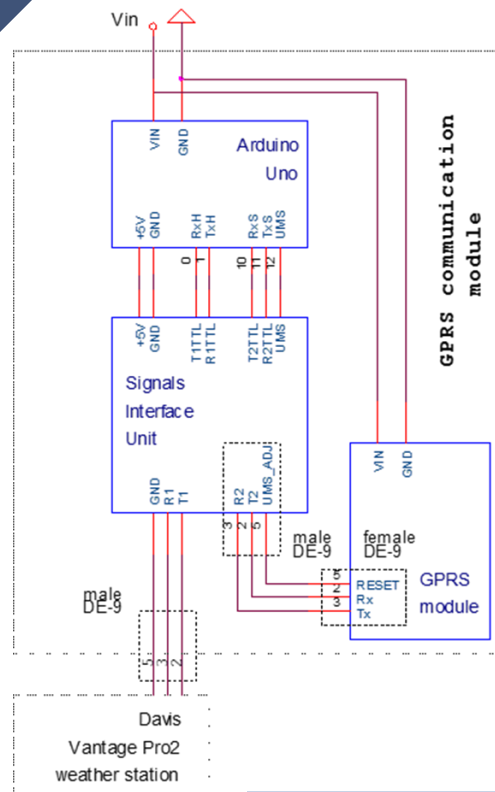 Vin
VIN
GND
Arduino
Uno
+5V
GND
RxH
TxH
RxS
TxS
UMS
0
1
10
11
12
+5V
GND
T1TTL
R1TTL
T2TTL
R2TTL
UMS
Signals
Interface
Unit
GND
R1
T1
R2
T2
UMS_ADJ
3
2
5
GPRS communication
module
VIN
GND
male
DE-9
female
DE-9
5
2
3
RESET
Rx
Tx
GPRS
module
male
DE-9
5
3
2
Davis
Vantage Pro2
weather station